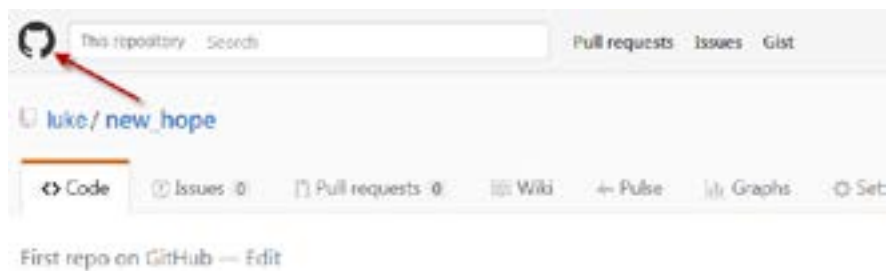 This repository Search Pull requests Issues Gist
luke / new_hope
<> Code Issues 0 Pull requests 0 Wiki Pulse Graphs Set
First repo on GitHub — Edit